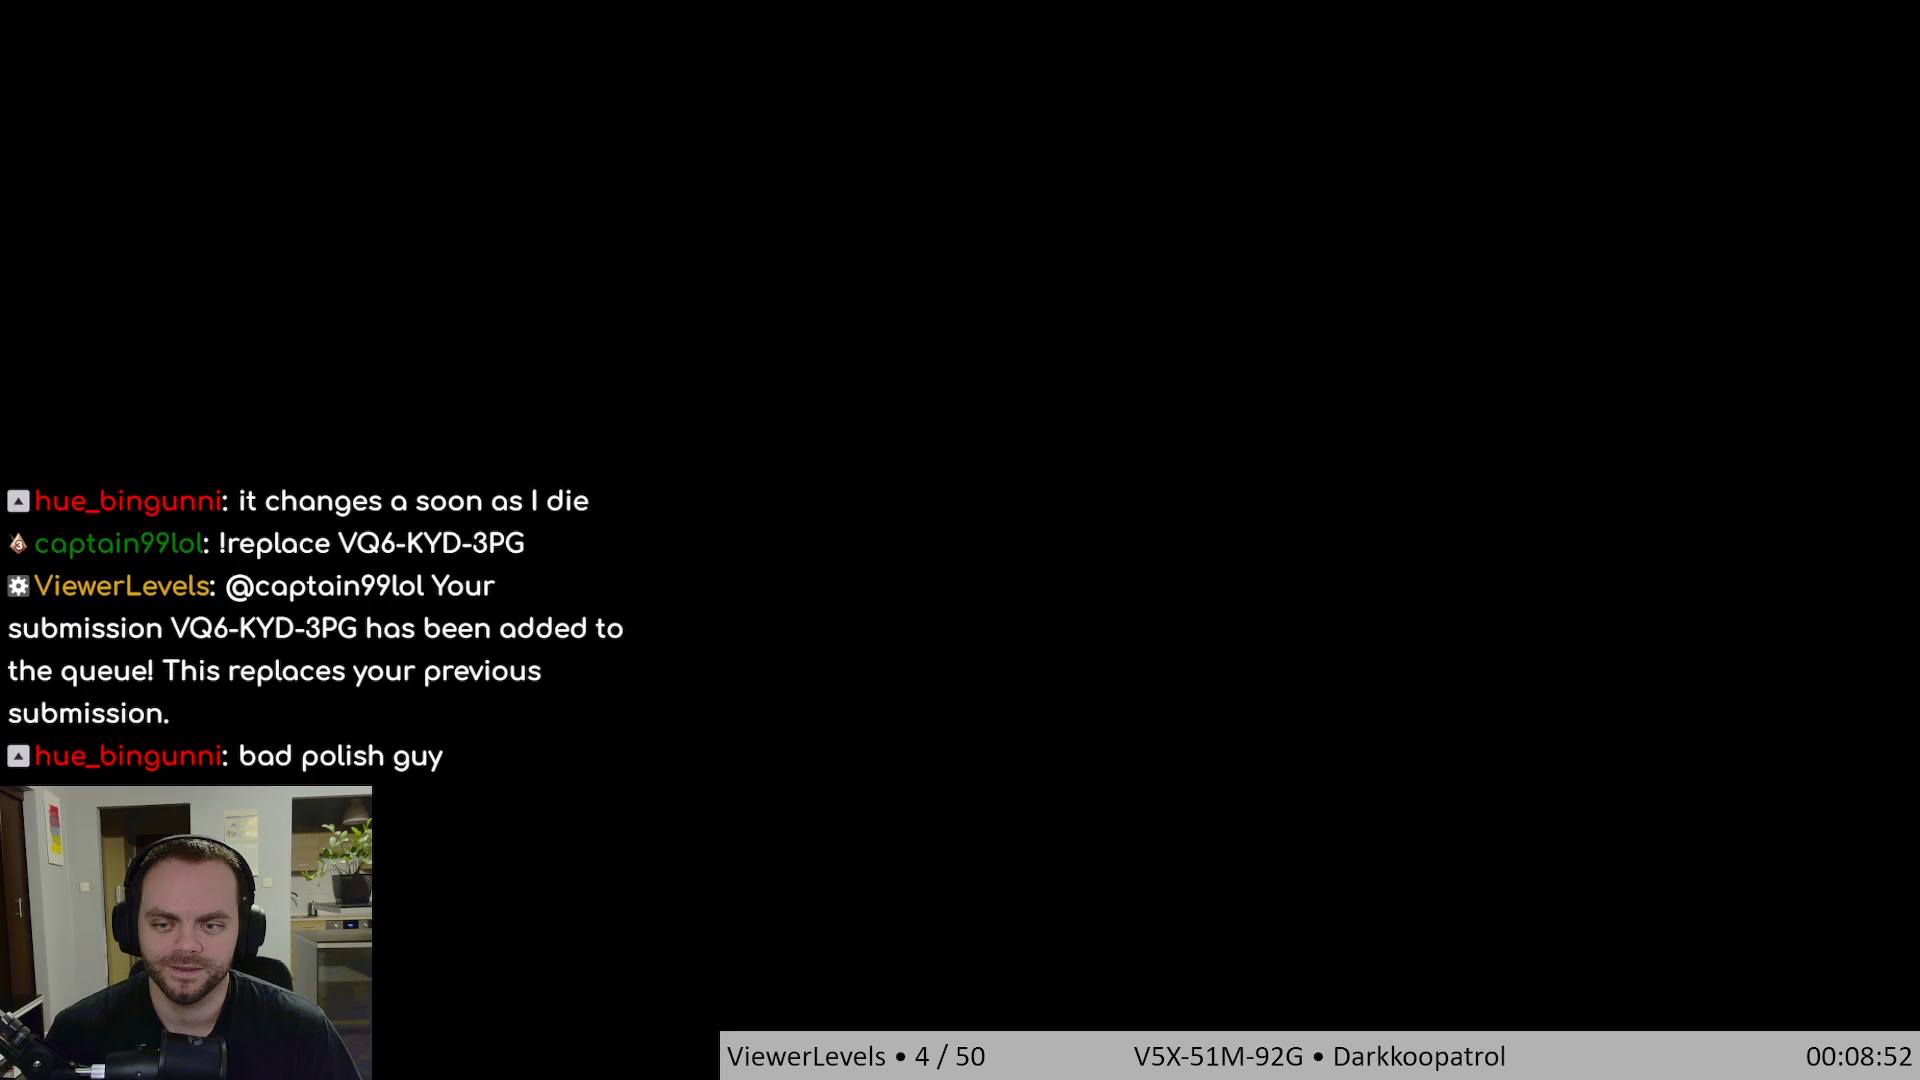 hue_bingunni: it changes a soon as I die
captain99lol: !replace VQ6-KYD-3PG
ViewerLevels: @captain99lol Your
submission VQ6-KYD-3PG has been added to
the queue! This replaces your previous
submission.
hue_bingunni: bad polish guy
ViewerLevels • 4 / 50 V5X-51M-92G • Darkkoopatrol 00:08:52